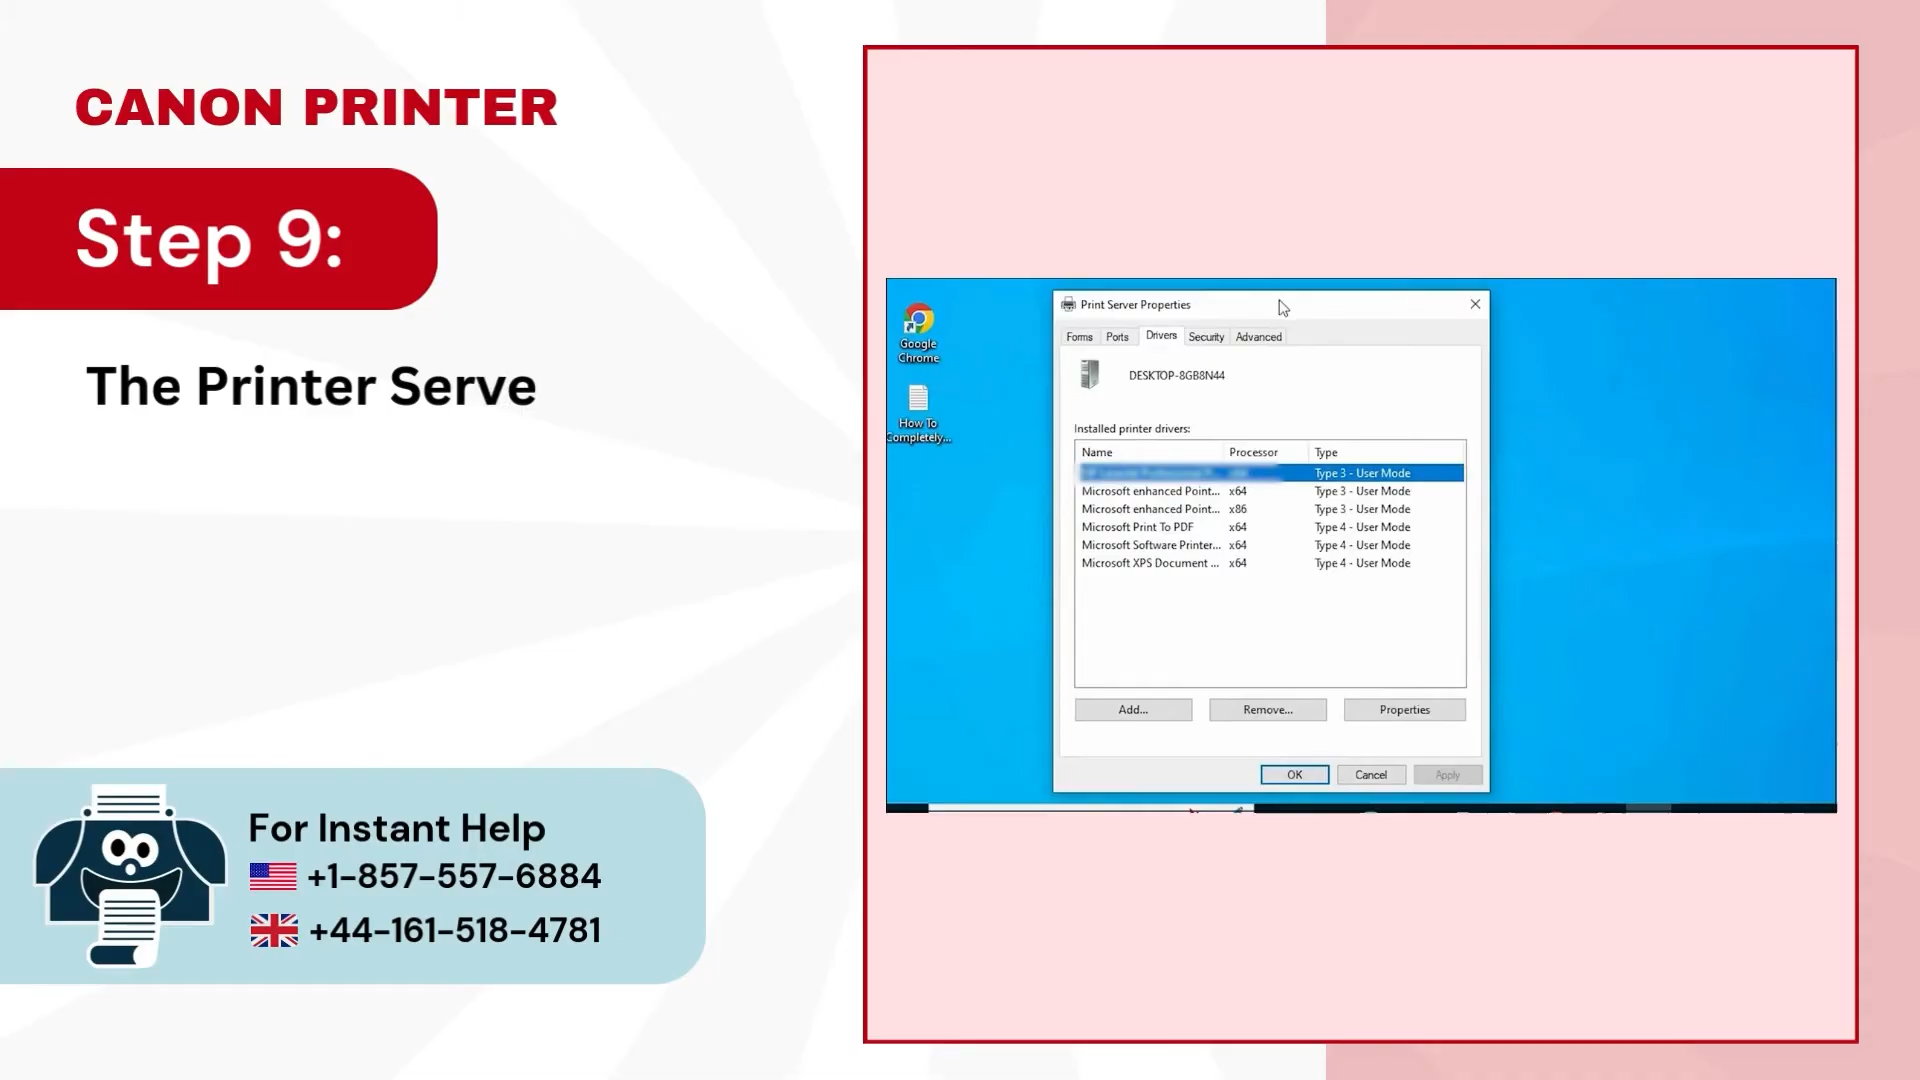 CANON PRINTER
Step 9:
The Printer Serve
For Instant Help
+1-857-557-6884
+44-161-518-4781
Google
Chrome
How To
Completely...
Print Server Properties
Forms Ports Drivers Security Advanced
DESKTOP-8GB8N44
Installed printer drivers:
Name Processor Type
Type 3 - User Mode
Microsoft enhanced Point... x64 Type 3 - User Mode
Microsoft enhanced Point... x86 Type 3 - User Mode
Microsoft Print To PDF x64 Type 4 - User Mode
Microsoft Software Printer... x64 Type 4 - User Mode
Microsoft XPS Document ... x64 Type 4 - User Mode
Add... Remove... Properties
OK Cancel Apply